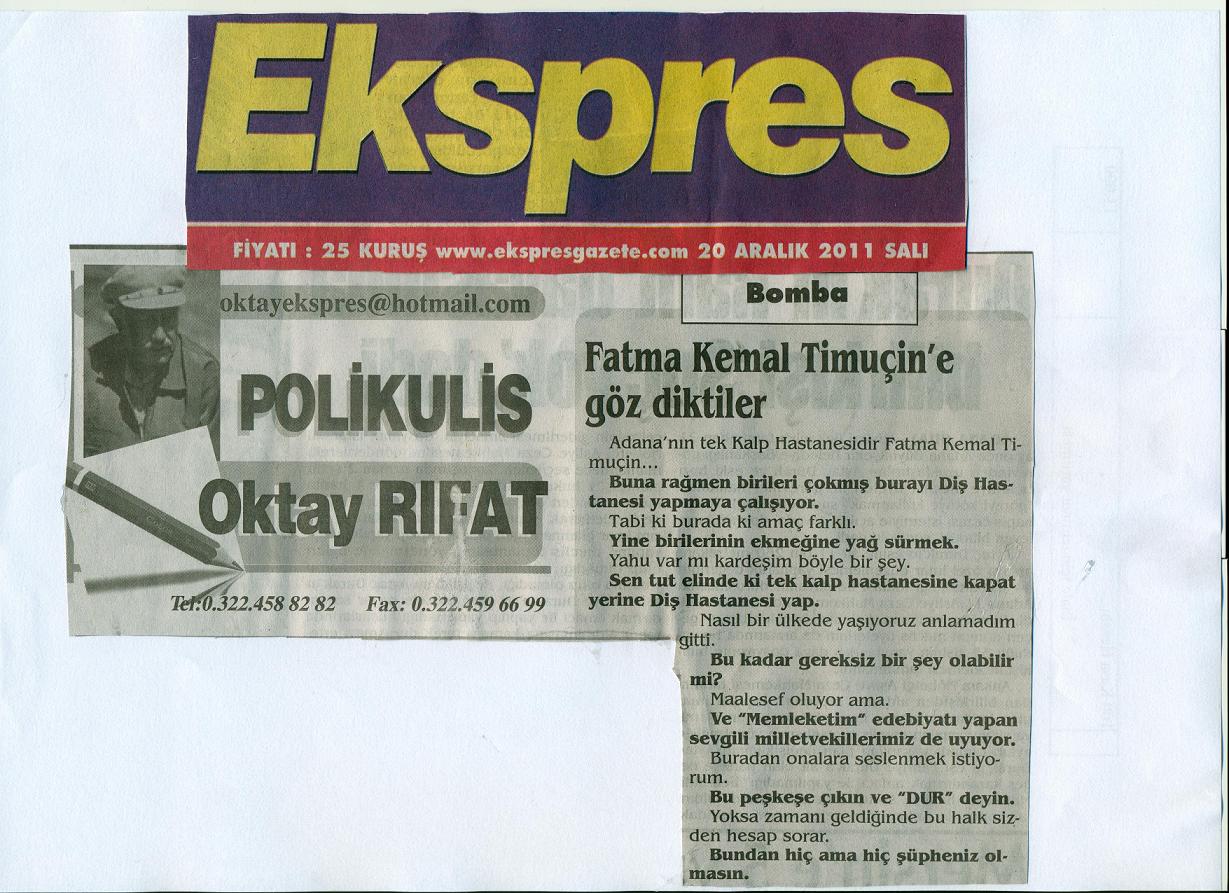 Ekspres
FİYATI : 25 KURUŞ www.ekspresgazete.com 20 ARALIK 2011 SALI
oktayekspres@hotmail.com
POLİKULİS
Oktay RIFAT
Tel:0.322.458 82 82 Fax: 0.322.459 66 99
Bomba
Fatma Kemal Timuçin'e
göz diktiler
Adana'nın tek Kalp Hastanesidir Fatma Kemal Ti-
muçin...
Buna rağmen birileri çokmış burayı Diş Has-
tanesi yapmaya çalışıyor.
Tabi ki burada ki amaç farklı.
Yine birilerinin ekmeğine yağ sürmek.
Yahu var mı kardeşim böyle bir şey.
Sen tut elinde ki tek kalp hastanesine kapat
yerine Diş Hastanesi yap.
Nasıl bir ülkede yaşıyoruz anlamadım
gitti.
Bu kadar gereksiz bir şey olabilir
mi?
Maalesef oluyor ama.
Ve "Memleketim" edebiyatı yapan
sevgili milletvekillerimiz de uyuyor.
Buradan onalara seslenmek istiyo-
rum.
Bu peşkeşe çıkın ve "DUR" deyin.
Yoksa zamanı geldiğinde bu halk siz-
den hesap sorar.
Bundan hiç ama hiç şüpheniz ol-
masın.